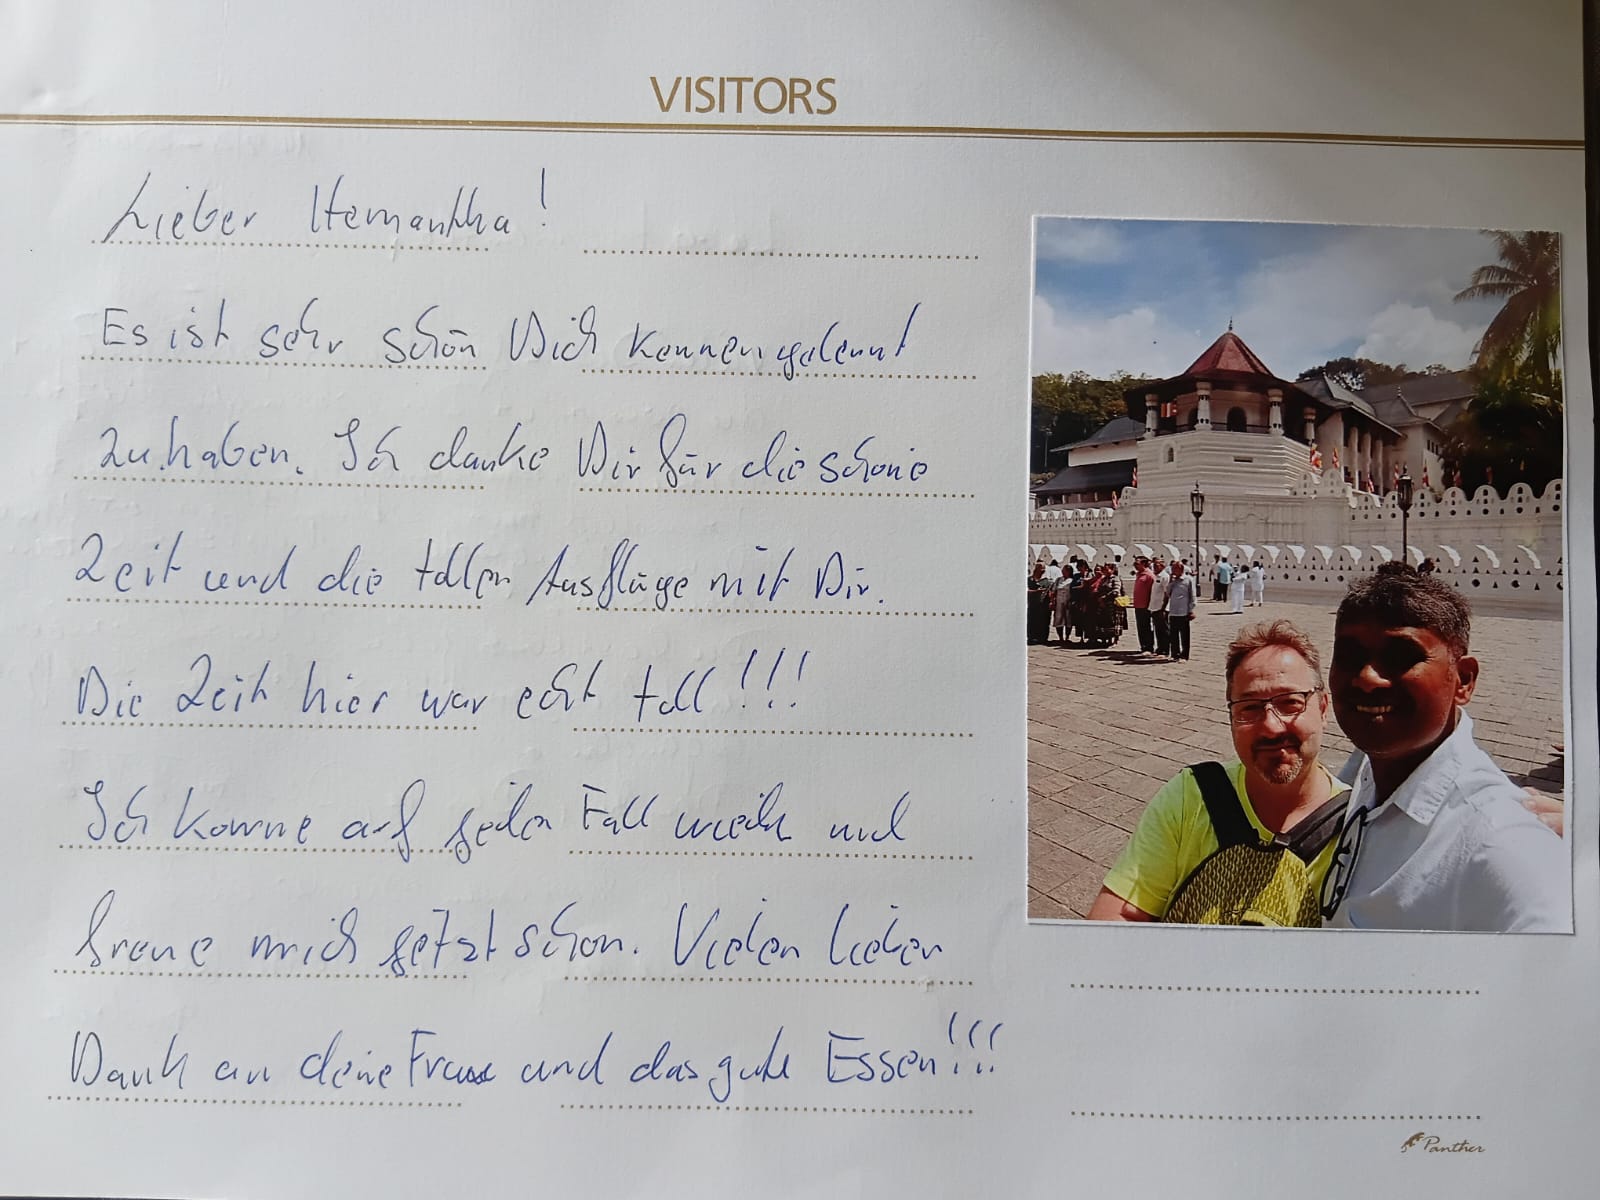 VISITORS
Lieber Hemantha!
Es ist sehr schön Dich kennengelernt
zu haben. Ich danke Dir für die schöne
Zeit und die tollen Ausflüge mit Dir.
Die Zeit hier war echt toll!!!
Ich komme auf jeden Fall wieder und
freue mich jetzt schon. Vielen lieben
Dank an deine Frau und das gute Essen!!!
Panther